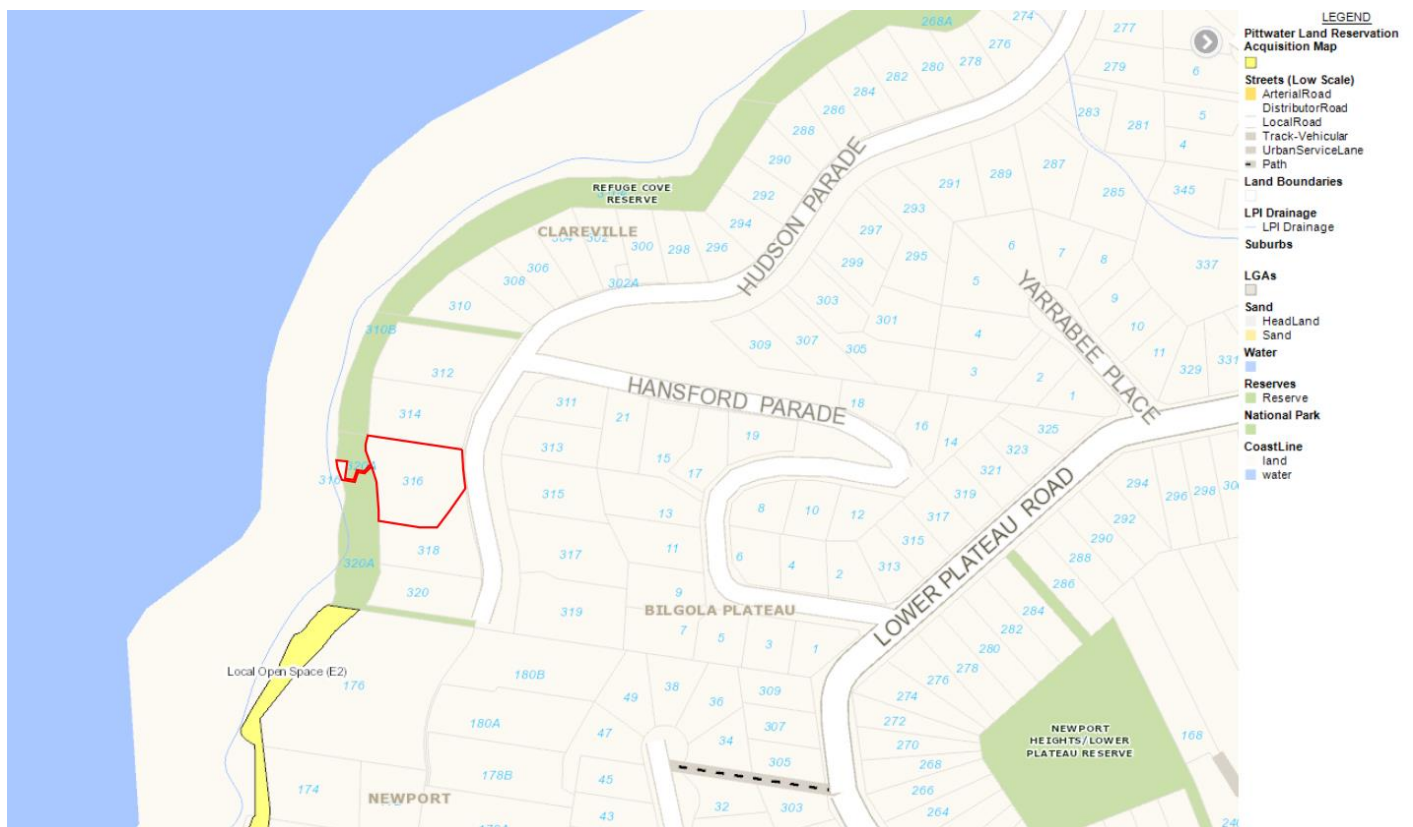 268A
274
276
278
280
282
284
286
288
290
292
294
296
298
300
302
304
302A
306
308
310
310B
312
314
316
318
320
320A
277
279
6
283
281
5
4
287
285
345
289
291
293
295
297
299
303
301
305
307
309
6
7
8
337
5
9
10
11
4
3
2
1
329
331
REFUGE COVE
RESERVE
CLAREVILLE
HUDSON PARADE
YARRABEE PLACE
HANSFORD PARADE
LOWER PLATEAU ROAD
311
21
313
15
17
19
18
16
14
325
323
321
319
317
315
313
315
13
8
10
12
317
11
6
4
2
9
319
BILGOLA PLATEAU
7
5
3
1
294
296
298
292
290
288
286
284
282
280
278
276
274
272
270
268
266
264
NEWPORT
HEIGHTS/LOWER
PLATEAU RESERVE
168
Local Open Space (E2)
176
180B
180A
178B
174
NEWPORT
49
38
36
309
47
34
307
305
45
43
32
303
LEGEND
Pittwater Land Reservation
Acquisition Map
Streets (Low Scale)
ArterialRoad
DistributorRoad
LocalRoad
Track-Vehicular
UrbanServiceLane
Path
Land Boundaries
LPI Drainage
LPI Drainage
Suburbs
LGAs
Sand
HeadLand
Sand
Water
Reserves
Reserve
National Park
CoastLine
land
water